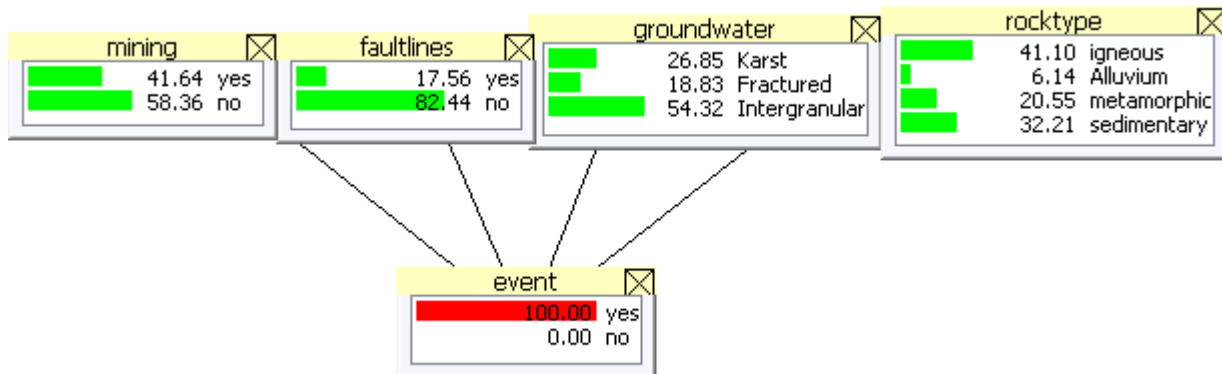 mining
41.64 yes
58.36 no
faultlines
17.56 yes
82.44 no
groundwater
26.85 Karst
18.83 Fractured
54.32 Intergranular
rocktype
41.10 igneous
6.14 Alluvium
20.55 metamorphic
32.21 sedimentary
event
100.00 yes
0.00 no